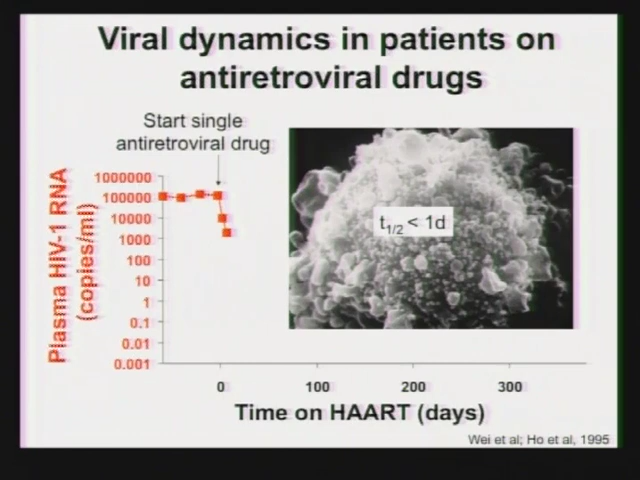 Viral dynamics in patients on
antiretroviral drugs
Start single
antiretroviral drug
Plasma HIV-1 RNA
(copies/ml)
1000000
100000
10000
1000
100
10
1
0.1
0.01
0.001
t1/2 < 1d
0 100 200 300
Time on HAART (days)
Wei et al; Ho et al, 1995